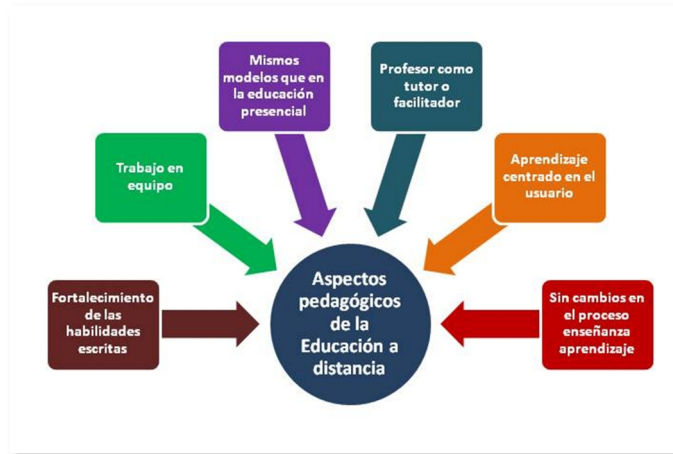 Mismos
modelos que en
la educación
presencial
Profesor como
tutor o
facilitador
Trabajo en
equipo
Aprendizaje
centrado en el
usuario
Fortalecimiento
de las
habilidades
escritas
Aspectos
pedagógicos
de la
Educación a
distancia
Sin cambios en
el proceso
enseñanza
aprendizaje